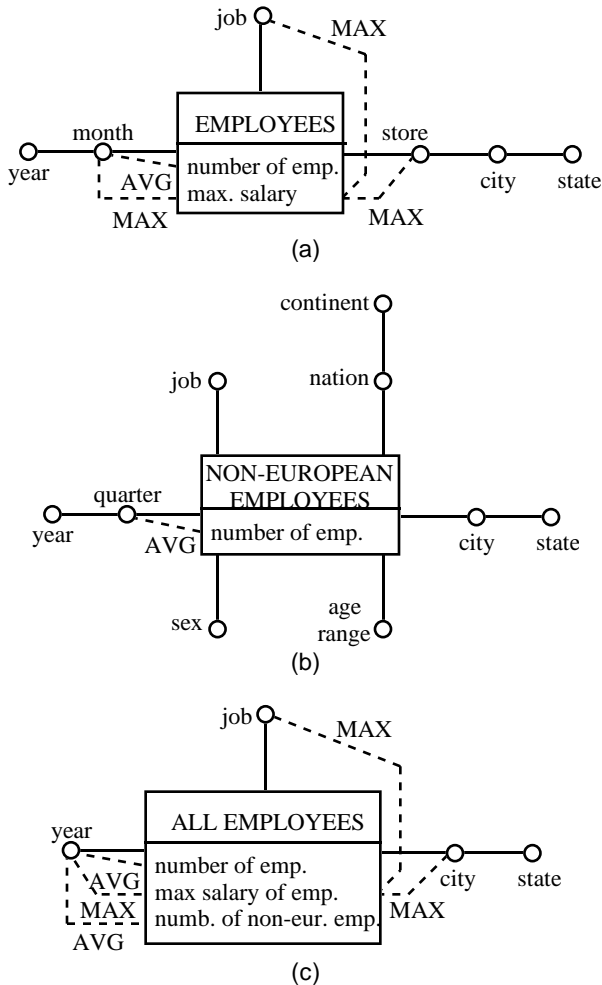 job
MAX
EMPLOYEES
month
store
year
number of emp.
AVG
max. salary
city
state
MAX
MAX
(a)
continent
job
nation
NON-EUROPEAN
EMPLOYEES
quarter
number of emp.
year
AVG
city
state
sex
age
range
(b)
job
MAX
ALL EMPLOYEES
year
number of emp.
AVG
max salary of emp.
city
state
MAX
numb. of non-eur. emp.
MAX
AVG
(c)